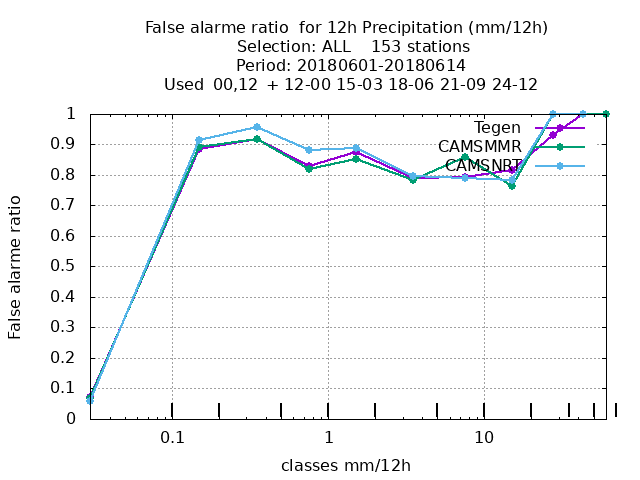 False alarme ratio  for 12h Precipitation (mm/12h)
Selection: ALL    153 stations
Period: 20180601-20180614
Used  00,12  + 12-00 15-03 18-06 21-09 24-12
1
0.9
0.8
0.7
0.6
0.5
0.4
0.3
0.2
0.1
0
False alarme ratio
Tegen
CAMSMMR
CAMSNRT
0.1
1
10
classes mm/12h